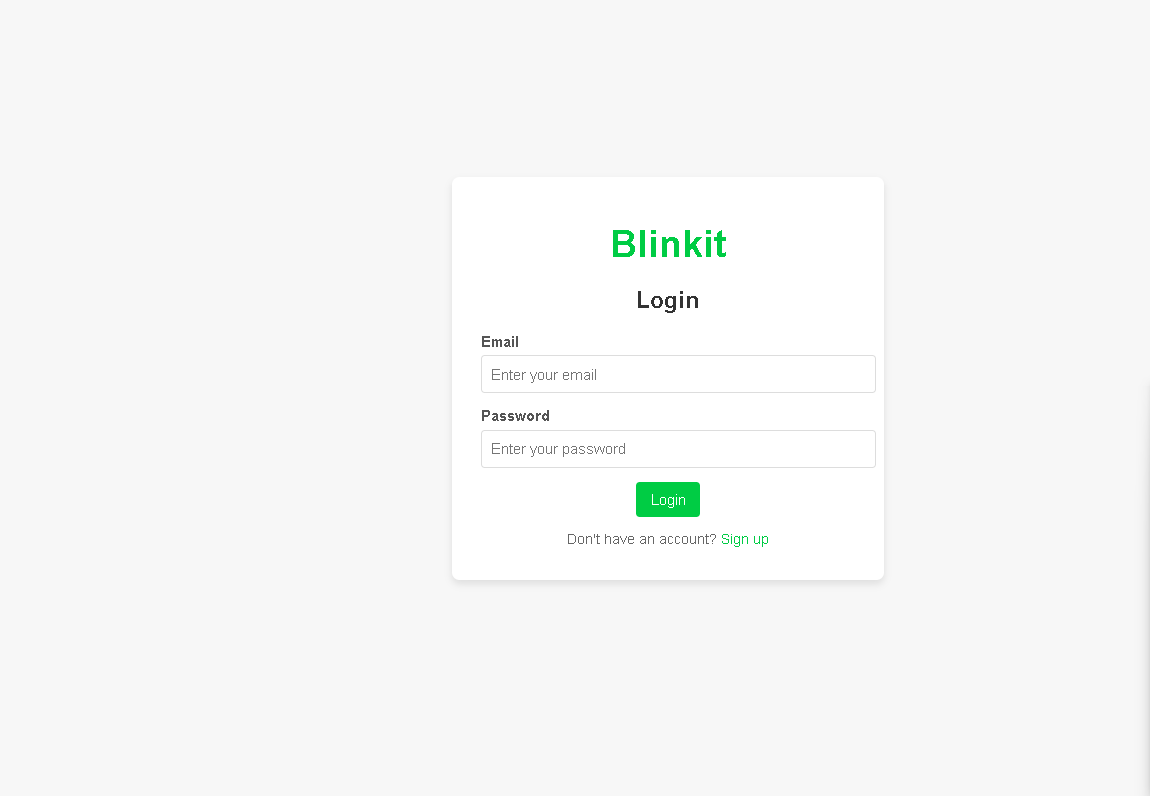 Blinkit
Login
Email
Enter your email
Password
Enter your password
Login
Don't have an account? Sign up